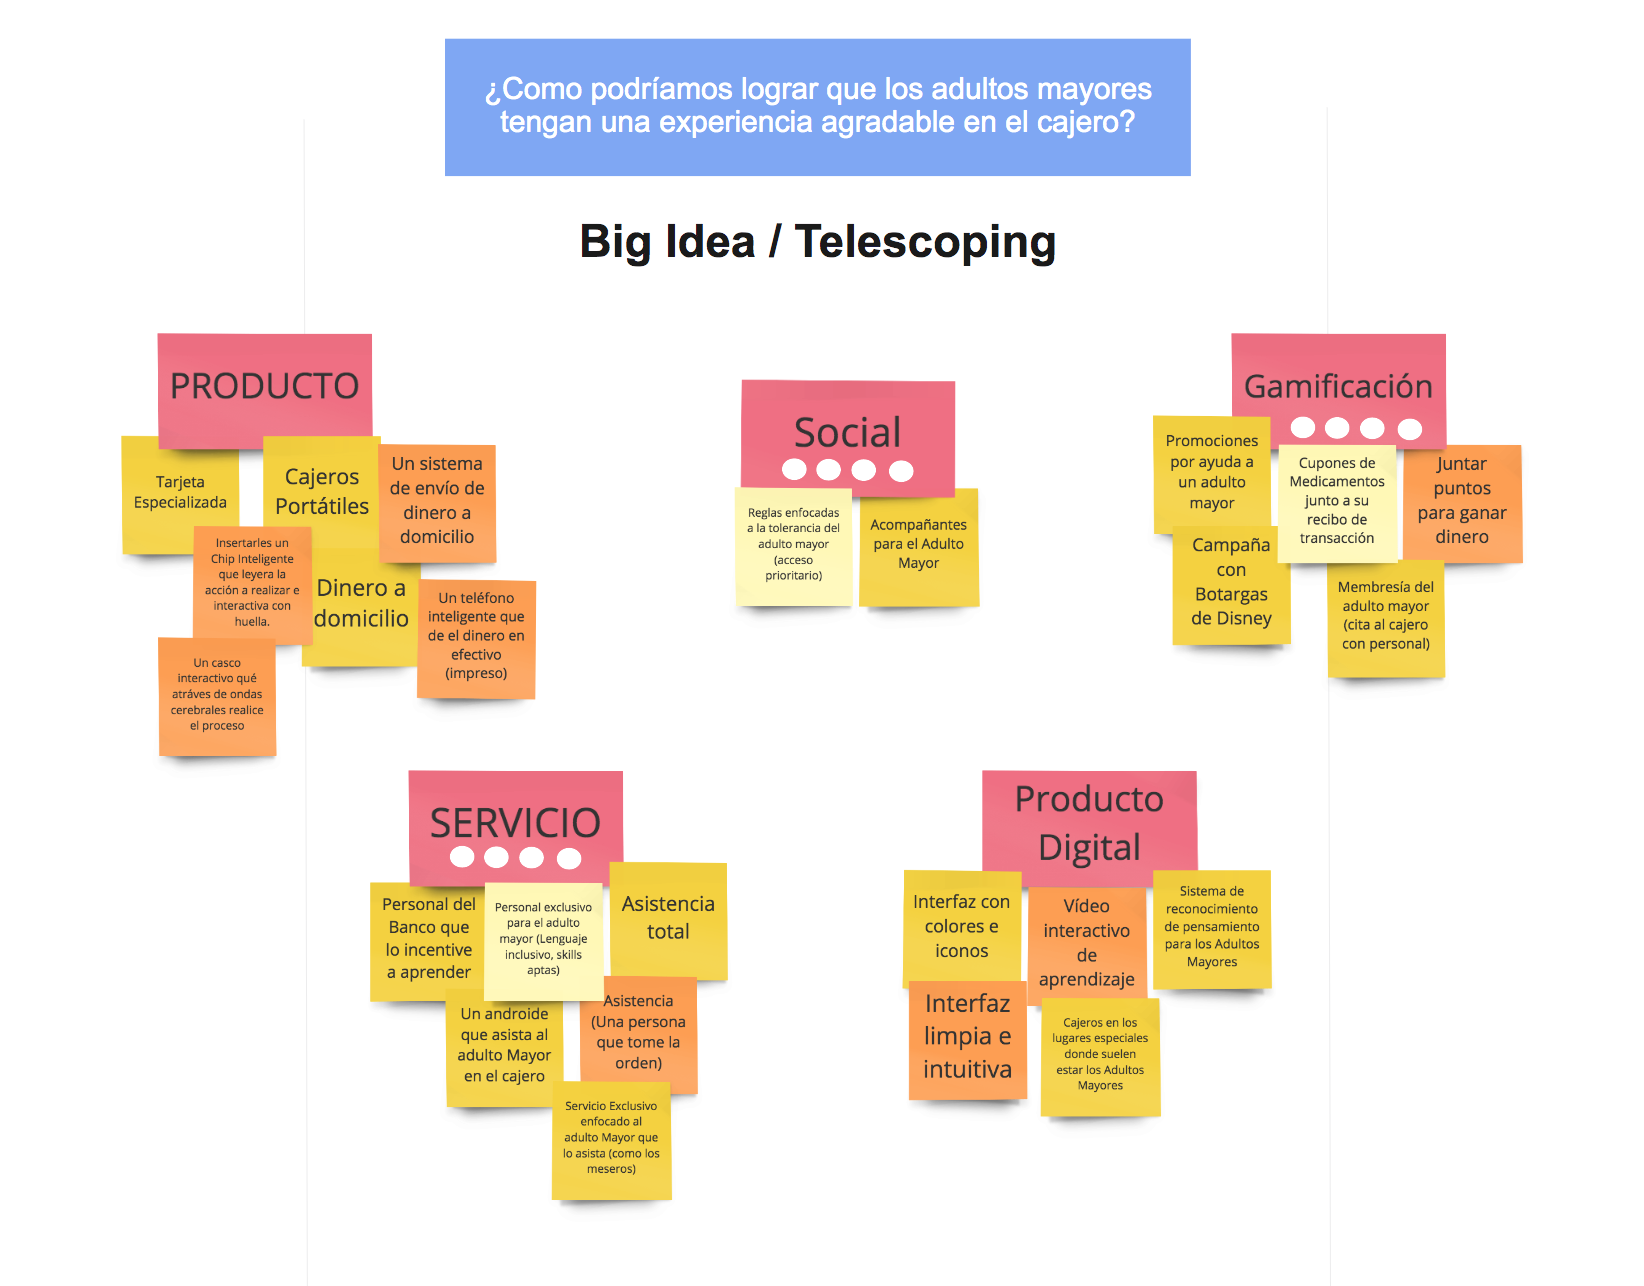 ¿Como podríamos lograr que los adultos mayores
tengan una experiencia agradable en el cajero?
Big Idea / Telescoping
PRODUCTO
Tarjeta
Especializada
Cajeros
Portátiles
Un sistema
de envío de
dinero a
domicilio
Insertarles un
Chip Inteligente
que leyera la
acción a realizar e
interactiva con
huella.
Dinero a
domicilio
Un teléfono
inteligente que
de el dinero en
efectivo
(impreso)
Un casco
interactivo qué
atráves de ondas
cerebrales realice
el proceso
Social
Reglas enfocadas
a la tolerancia del
adulto mayor
(acceso
prioritario)
Acompañantes
para el Adulto
Mayor
Gamificación
Promociones
por ayuda a
un adulto
mayor
Cupones de
Medicamentos
junto a su
recibo de
transacción
Juntar
puntos
para ganar
dinero
Campaña
con
Botargas
de Disney
Membresía del
adulto mayor
(cita al cajero
con personal)
SERVICIO
Personal del
Banco que
lo incentive
a aprender
Personal exclusivo
para el adulto
mayor (Lenguaje
inclusivo, skills
aptas)
Asistencia
total
Un androide
que asista al
adulto Mayor
en el cajero
Asistencia
(Una persona
que tome la
orden)
Servicio Exclusivo
enfocado al
adulto Mayor que
lo asista (como los
meseros)
Producto
Digital
Interfaz con
colores e
iconos
Vídeo
interactivo
de
aprendizaje
Sistema de
reconocimiento
de pensamiento
para los Adultos
Mayores
Interfaz
limpia e
intuitiva
Cajeros en los
lugares especiales
donde suelen
estar los Adultos
Mayores